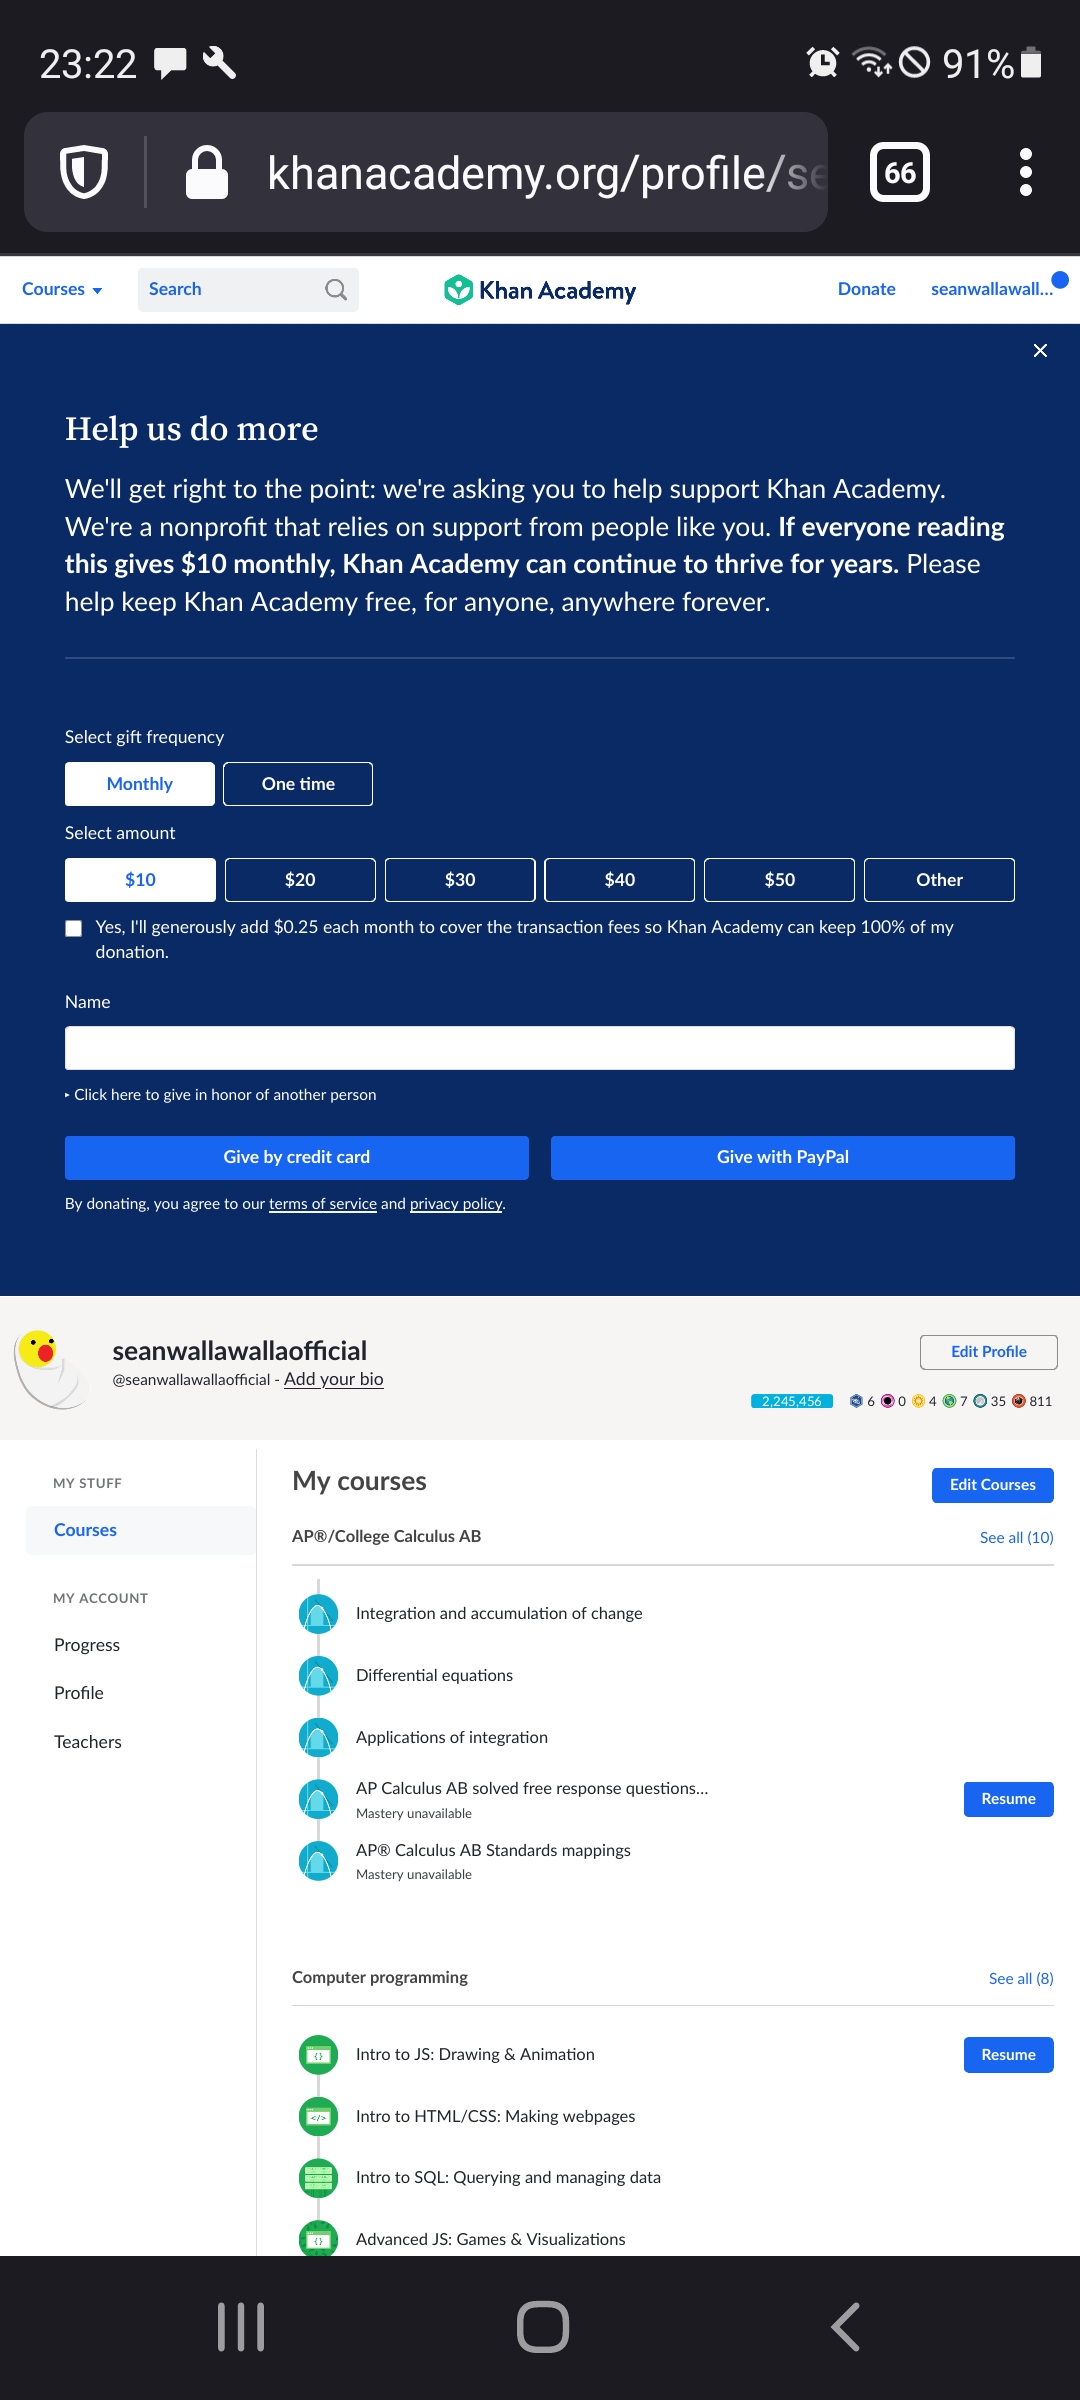 23:22
91%
khanacademy.org/profile/se
66
Courses
Search
Khan Academy
Donate
seanwallawall...
Help us do more
We'll get right to the point: we're asking you to help support Khan Academy.
We're a nonprofit that relies on support from people like you. If everyone reading
this gives $10 monthly, Khan Academy can continue to thrive for years. Please
help keep Khan Academy free, for anyone, anywhere forever.
Select gift frequency
Monthly
One time
Select amount
$10
$20
$30
$40
$50
Other
Yes, I'll generously add $0.25 each month to cover the transaction fees so Khan Academy can keep 100% of my
donation.
Name
Click here to give in honor of another person
Give by credit card
Give with PayPal
By donating, you agree to our terms of service and privacy policy.
seanwallawallaofficial
@seanwallawallaofficial - Add your bio
Edit Profile
2,245,456 6 0 4 7 35 811
MY STUFF
Courses
MY ACCOUNT
Progress
Profile
Teachers
My courses
Edit Courses
AP®/College Calculus AB
See all (10)
Integration and accumulation of change
Differential equations
Applications of integration
AP Calculus AB solved free response questions...
Mastery unavailable
Resume
AP® Calculus AB Standards mappings
Mastery unavailable
Computer programming
See all (8)
Intro to JS: Drawing & Animation
Resume
Intro to HTML/CSS: Making webpages
Intro to SQL: Querying and managing data
Advanced JS: Games & Visualizations